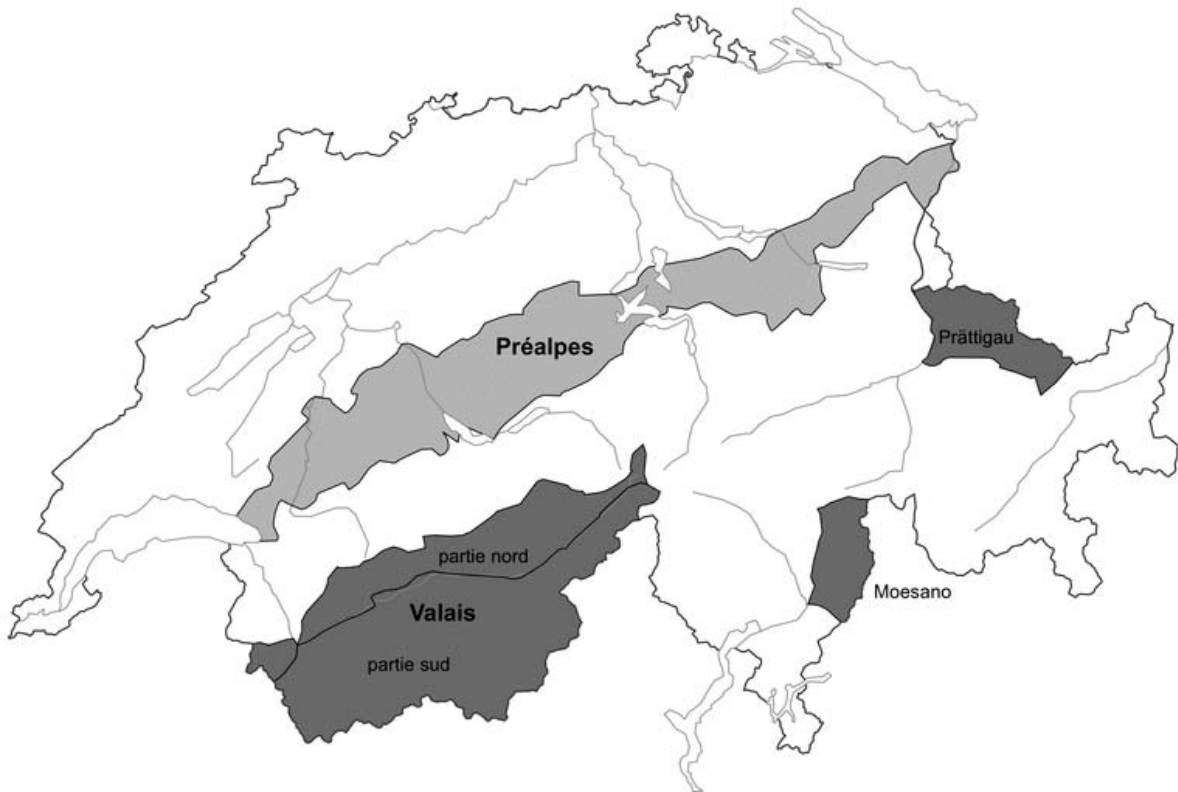 Préalpes
Prättigau
partie nord
Valais
Moesano
partie sud